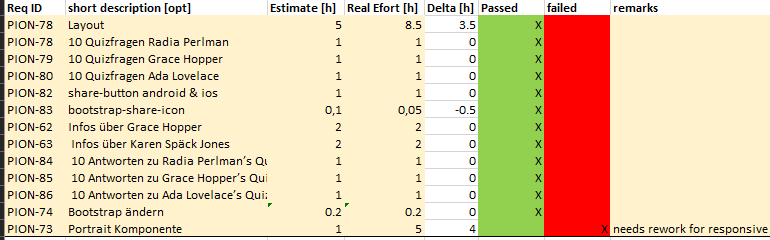 Req ID short description [opt] Estimate [h] Real Efort [h] Delta [h] Passed failed remarks
PION-78 Layout 5 8.5 3.5 X
PION-78 10 Quizfragen Radia Perlman 1 1 0 X
PION-79 10 Quizfragen Grace Hopper 1 1 0 X
PION-80 10 Quizfragen Ada Lovelace 1 1 0 X
PION-82 share-button android & ios 1 1 0 X
PION-83 bootstrap-share-icon 0,1 0,05 -0.5 X
PION-62 Infos über Grace Hopper 2 2 0 X
PION-63 Infos über Karen Späck Jones 2 2 0 X
PION-84 10 Antworten zu Radia Perlman's Qu 1 1 0 X
PION-85 10 Antworten zu Grace Hopper's Qui 1 1 0 X
PION-86 10 Antworten zu Ada Lovelace's Quiz 1 1 0 X
PION-74 Bootstrap ändern 0.2 0.2 0 X
PION-73 Portrait Komponente 1 5 4 X needs rework for responsive